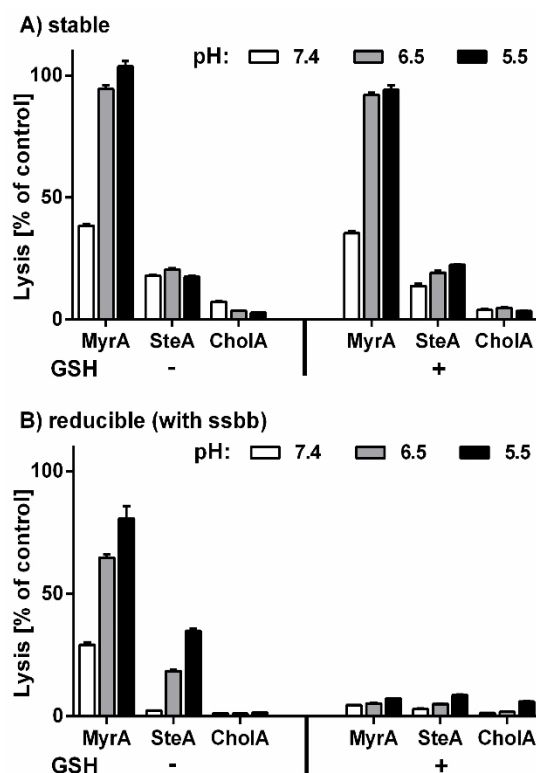 A) stable
pH: 7.4 6.5 5.5
Lysis [% of control]
100
50
0
MyrA SteA CholA MyrA SteA CholA
GSH - +
B) reducible (with ssbb)
pH: 7.4 6.5 5.5
Lysis [% of control]
100
50
0
MyrA SteA CholA MyrA SteA CholA
GSH - +